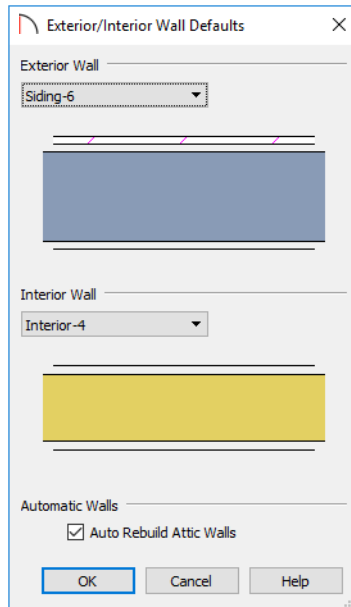 Exterior/Interior Wall Defaults
Exterior Wall
Siding-6
Interior Wall
Interior-4
Automatic Walls
Auto Rebuild Attic Walls
OK Cancel Help